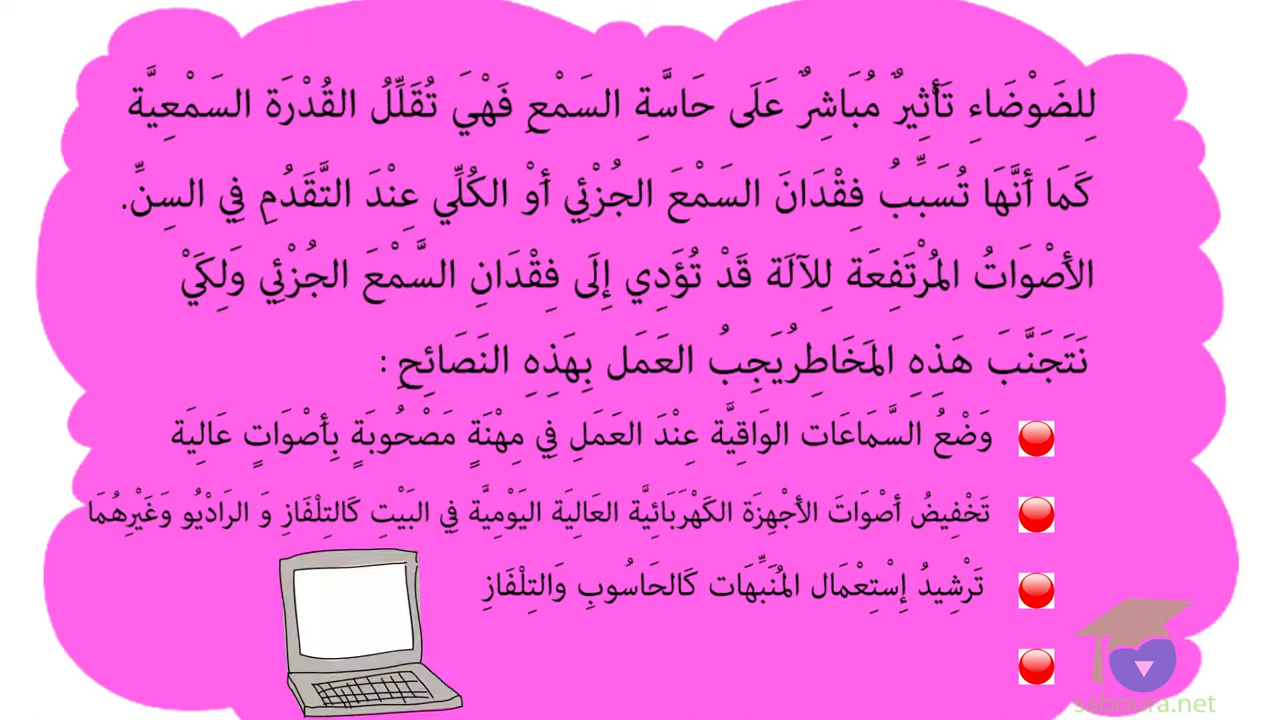 لِلضَوْضَاءِ تَأْثِيرٌ مُبَاشِرٌ عَلَى حَاسَّةِ السَمْعِ فَهْيَ تُقَلِّلُ القُدْرَة السَمْعِيَّة
كَمَا أَنَّهَا تُسَبِّبُ فِقْدَانَ السَمْعَ الجُزْئِي أَوْ الكُلِّي عِنْدَ التَّقَدُمِ فِي السِنِّ.
الأَصْوَاتُ المُرْتَفِعَة لِلآلَة قَدْ تُؤَدِي إِلَى فِقْدَانِ السَّمْعَ الجُزْئِي وَلِكَيْ
نَتَجَنَّبَ هَذِهِ المَخَاطِرُيَجِبُ العَمَل بِهَذِهِ النَصَائِحِ :
وَضْعُ السَّمَاعَات الوَاقِيَّة عِنْدَ العَمَلِ فِي مِهْنَةٍ مَصْحُوبَةٍ بِأَصْوَاتٍ عَالِيَة
تَخْفِيضُ أَصْوَاتَ الأَجْهِزَة الكَهْرَبَائِيَّة العَالِيَة اليَوْمِيَّة فِي البَيْتِ كَالتِلْفَازِ وَ الرَادْيُو وَغَيْرِهُمَا
تَرْشِيدُ إِسْتِعْمَال المُنَبِّهَات كَالحَاسُوبِ وَالتِلْفَازِ
saboura.net